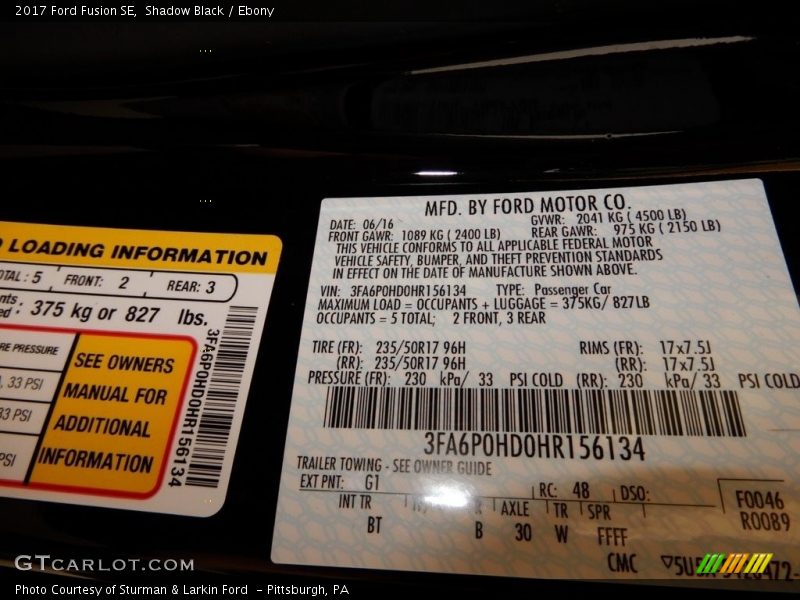 2017 Ford Fusion SE, Shadow Black / Ebony
LOADING INFORMATION
TOTAL : 5 FRONT: 2 REAR: 3
375 kg or 827 lbs.
TIRE PRESSURE
33 PSI
33 PSI
PSI
SEE OWNERS
MANUAL FOR
ADDITIONAL
INFORMATION
3FA6P0HD0HR156134
MFD. BY FORD MOTOR CO.
DATE: 06/16 GVWR: 2041 KG ( 4500 LB)
FRONT GAWR: 1089 KG ( 2400 LB) REAR GAWR: 975 KG ( 2150 LB)
THIS VEHICLE CONFORMS TO ALL APPLICABLE FEDERAL MOTOR
VEHICLE SAFETY, BUMPER, AND THEFT PREVENTION STANDARDS
IN EFFECT ON THE DATE OF MANUFACTURE SHOWN ABOVE.
VIN: 3FA6P0HD0HR156134 TYPE: Passenger Car
MAXIMUM LOAD = OCCUPANTS + LUGGAGE = 375KG/ 827LB
OCCUPANTS = 5 TOTAL; 2 FRONT, 3 REAR
TIRE (FR): 235/50R17 96H RIMS (FR): 17x7.5J
(RR): 235/50R17 96H (RR): 17x7.5J
PRESSURE (FR): 230 kPa/ 33 PSI COLD (RR): 230 kPa/ 33 PSI COLD
3FA6P0HD0HR156134
TRAILER TOWING - SEE OWNER GUIDE
EXT PNT: G1 RC: 48 DSO: F0046
INT TR AXLE TR SPR R0089
BT B 30 W FFFF
CMC
GTCARLOT.COM
Photo Courtesy of Sturman & Larkin Ford - Pittsburgh, PA